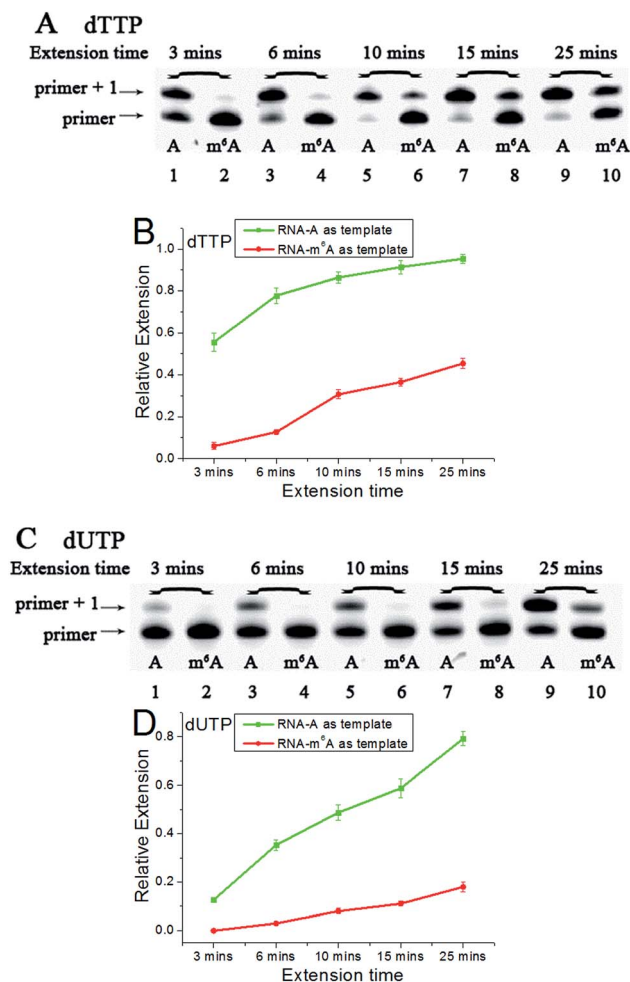 A dTTP
Extension time 3 mins 6 mins 10 mins 15 mins 25 mins
primer + 1
primer
A m⁶A A m⁶A A m⁶A A m⁶A A m⁶A
1 2 3 4 5 6 7 8 9 10
B
dTTP
RNA-A as template
RNA-m⁶A as template
1.0
0.8
0.6
0.4
0.2
0.0
Relative Extension
3 mins 6 mins 10 mins 15 mins 25 mins
Extension time
C dUTP
Extension time 3 mins 6 mins 10 mins 15 mins 25 mins
primer + 1
primer
A m⁶A A m⁶A A m⁶A A m⁶A A m⁶A
1 2 3 4 5 6 7 8 9 10
D
dUTP
RNA-A as template
RNA-m⁶A as template
0.8
0.6
0.4
0.2
0.0
Relative Extension
3 mins 6 mins 10 mins 15 mins 25 mins
Extension time